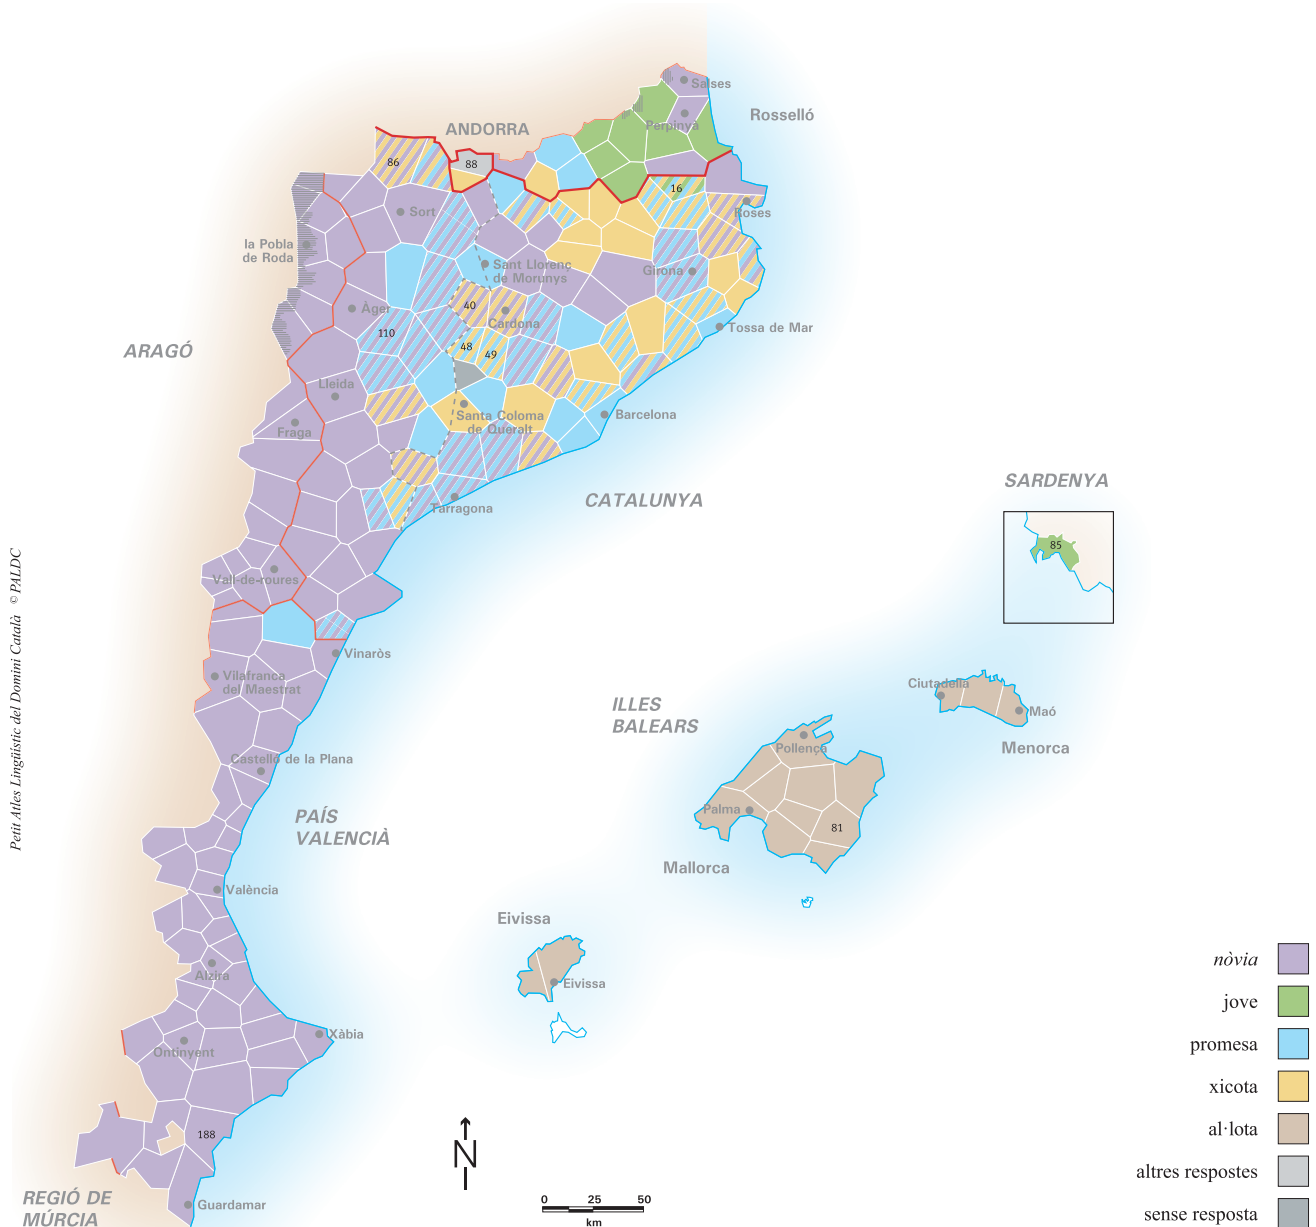 Salses
Rosselló
Perpinyà
ANDORRA
86
88
16
Roses
Sort
la Pobla
de Roda
Sant Llorenç
de Morunys
Girona
Àger
40
Cardona
110
Tossa de Mar
48
49
ARAGÓ
Lleida
Santa Coloma
de Queralt
Barcelona
Fraga
SARDENYA
CATALUNYA
Tarragona
85
Vall-de-roures
Petit Atles Lingüístic del Domini Català © PALDC
Vinaròs
Vilafranca
del Maestrat
Ciutadella
Maó
ILLES
BALEARS
Menorca
Pollença
Castelló de la Plana
Palma
81
PAÍS
VALENCIÀ
Mallorca
València
Eivissa
Alzira
Eivissa
nòvia
jove
Xàbia
Ontinyent
promesa
xicota
188
al·lota
altres respostes
N
REGIÓ DE
MÚRCIA
Guardamar
0 25 50
km
sense resposta